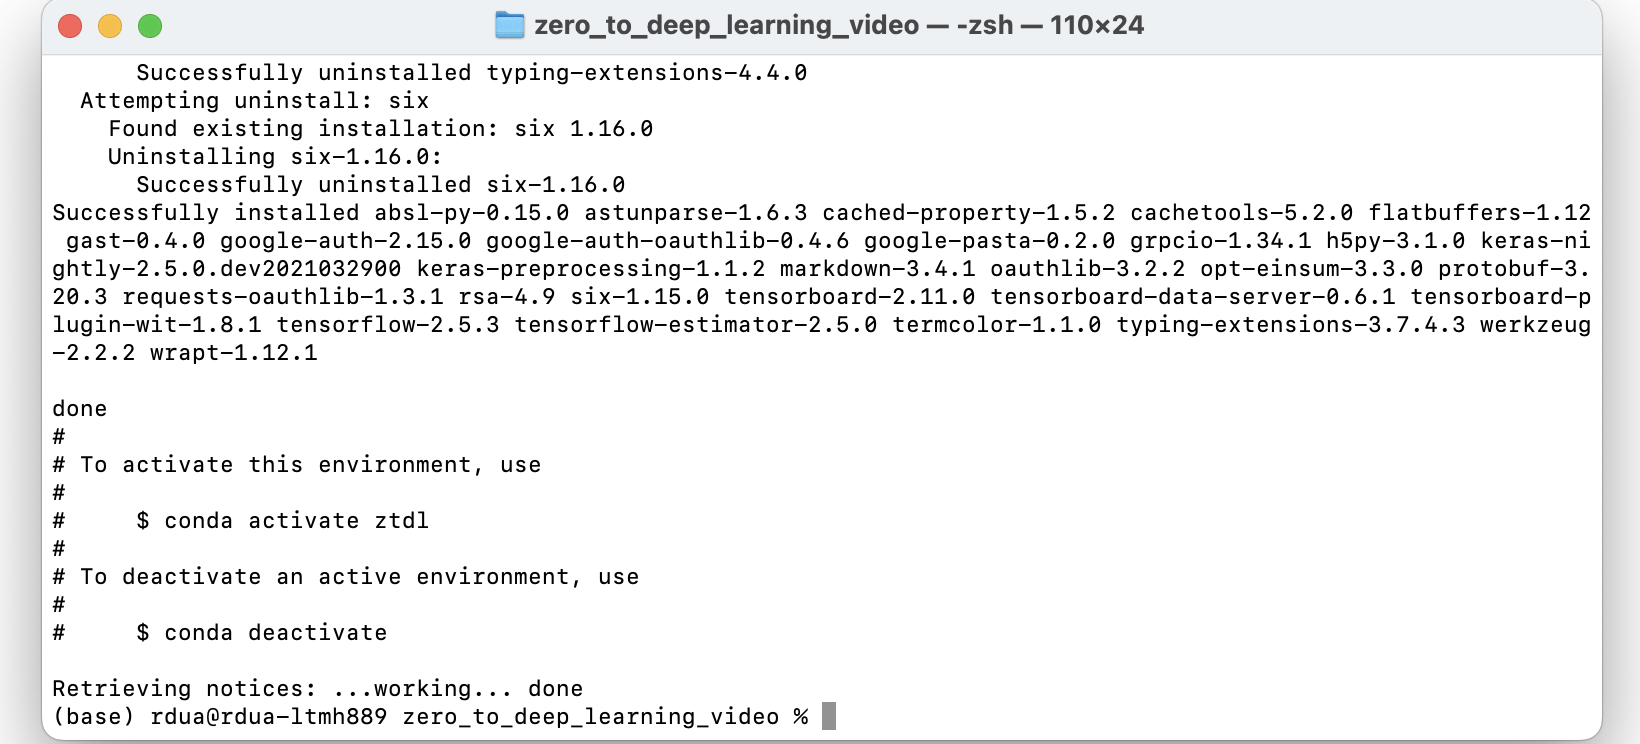 zero_to_deep_learning_video — -zsh — 110×24
Successfully uninstalled typing-extensions-4.4.0
Attempting uninstall: six
Found existing installation: six 1.16.0
Uninstalling six-1.16.0:
Successfully uninstalled six-1.16.0
Successfully installed absl-py-0.15.0 astunparse-1.6.3 cached-property-1.5.2 cachetools-5.2.0 flatbuffers-1.12
gast-0.4.0 google-auth-2.15.0 google-auth-oauthlib-0.4.6 google-pasta-0.2.0 grpcio-1.34.1 h5py-3.1.0 keras-ni
ghtly-2.5.0.dev2021032900 keras-preprocessing-1.1.2 markdown-3.4.1 oauthlib-3.2.2 opt-einsum-3.3.0 protobuf-3.
20.3 requests-oauthlib-1.3.1 rsa-4.9 six-1.15.0 tensorboard-2.11.0 tensorboard-data-server-0.6.1 tensorboard-p
lugin-wit-1.8.1 tensorflow-2.5.3 tensorflow-estimator-2.5.0 termcolor-1.1.0 typing-extensions-3.7.4.3 werkzeug
-2.2.2 wrapt-1.12.1
done
#
# To activate this environment, use
#
#     $ conda activate ztdl
#
# To deactivate an active environment, use
#
#     $ conda deactivate
Retrieving notices: ...working... done
(base) rdua@rdua-ltmh889 zero_to_deep_learning_video %